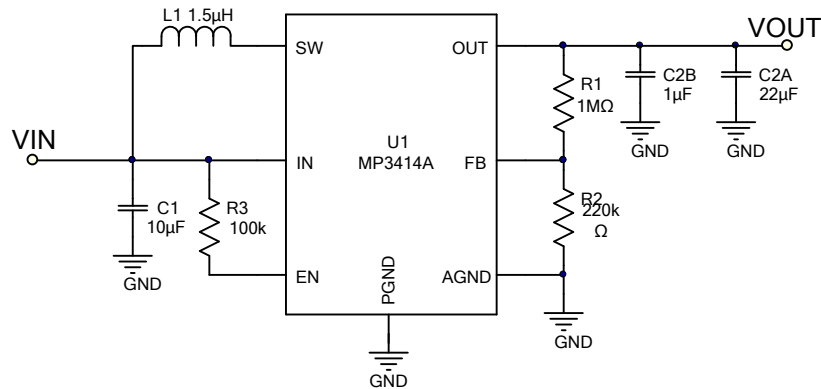 L1 1.5µH
VOUT
SW
OUT
C2B
1µF
C2A
22µF
R1
1MΩ
GND
GND
VIN
U1
MP3414A
IN
FB
C1
10µF
R3
100k
R2
220k
Ω
EN
PGND
AGND
GND
GND
GND